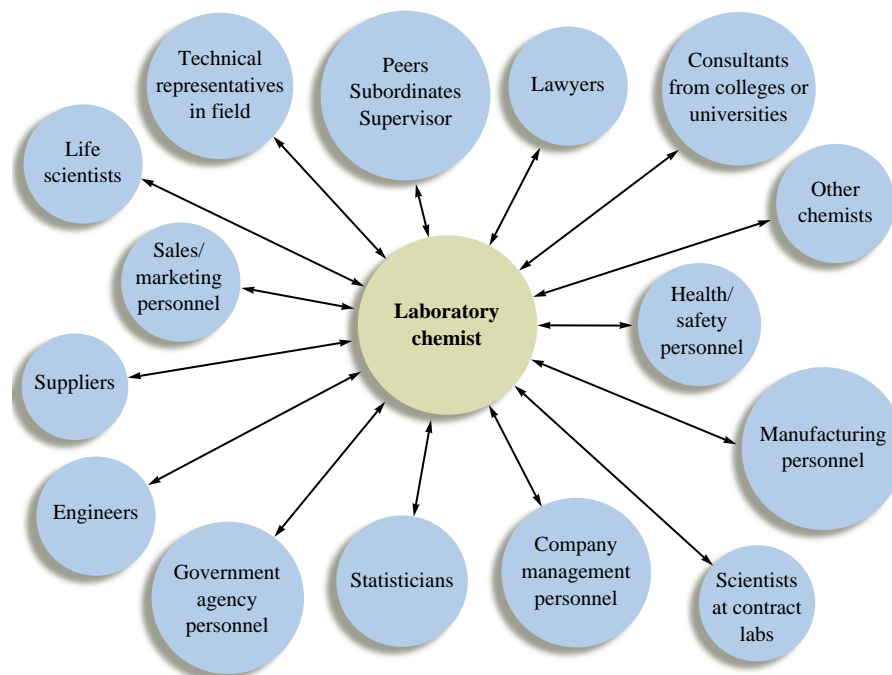 Technical
representatives
in field
Peers
Subordinates
Supervisor
Lawyers
Consultants
from colleges or
universities
Life
scientists
Other
chemists
Sales/
marketing
personnel
Laboratory
chemist
Health/
safety
personnel
Suppliers
Manufacturing
personnel
Engineers
Government
agency
personnel
Statisticians
Company
management
personnel
Scientists
at contract
labs